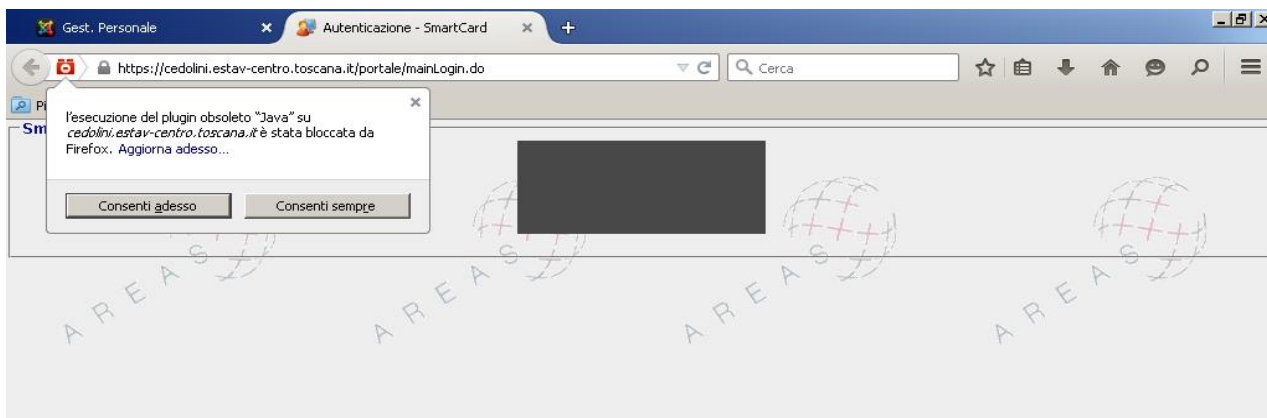 Gest. Personale
Autenticazione - SmartCard
https://cedolini.estav-centro.toscana.it/portale/mainLogin.do
Cerca
l'esecuzione del plugin obsoleto "Java" su
cedolini.estav-centro.toscana.it è stata bloccata da
Firefox. Aggiorna adesso...
Consenti adesso
Consenti sempre
AREAS
AREAS
AREAS
AREAS